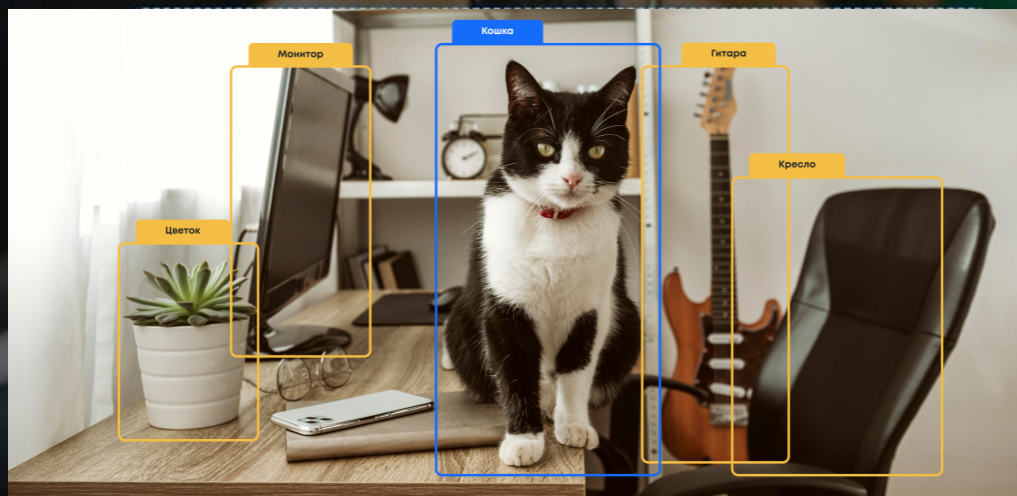 Кошка
Монитор
Гитара
Кресло
Цветок